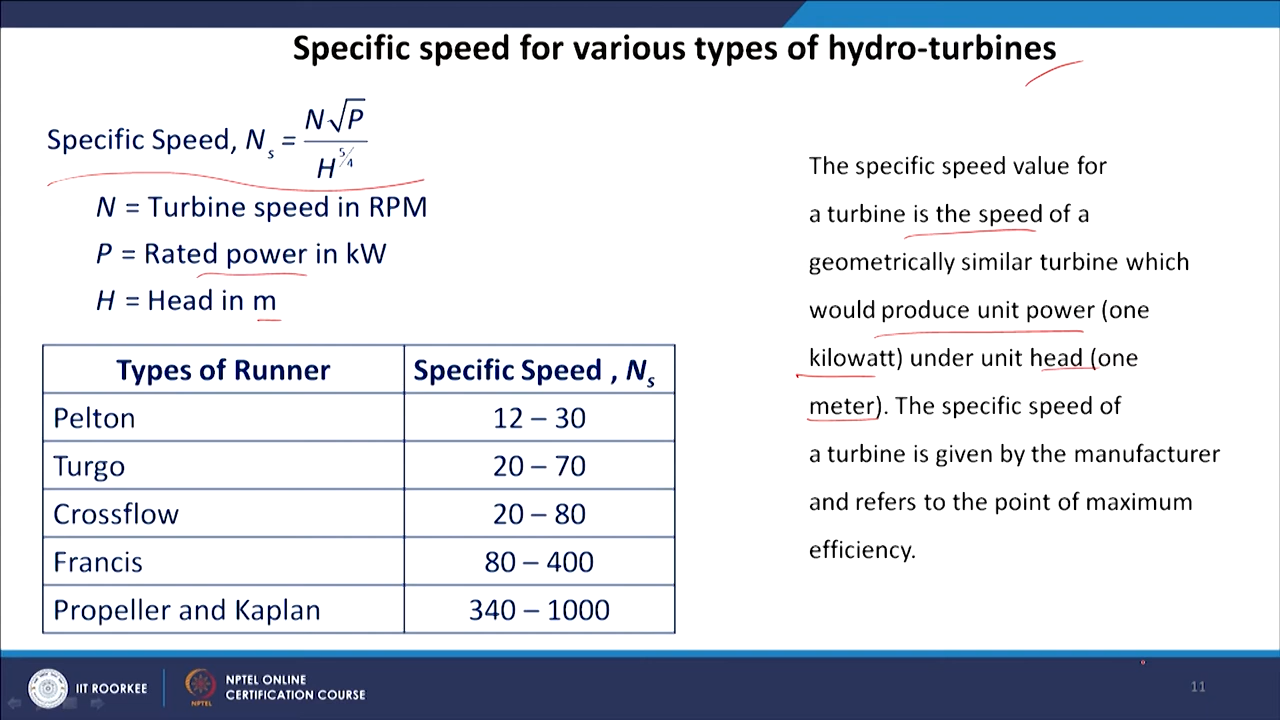 Specific speed for various types of hydro-turbines
Specific Speed, Ns = N√P / H^5/4
N = Turbine speed in RPM
P = Rated power in kW
H = Head in m
Types of Runner Specific Speed , Ns
Pelton 12 – 30
Turgo 20 – 70
Crossflow 20 – 80
Francis 80 – 400
Propeller and Kaplan 340 – 1000
The specific speed value for
a turbine is the speed of a
geometrically similar turbine which
would produce unit power (one
kilowatt) under unit head (one
meter). The specific speed of
a turbine is given by the manufacturer
and refers to the point of maximum
efficiency.
IIT ROORKEE
NPTEL
NPTEL ONLINE
CERTIFICATION COURSE
11